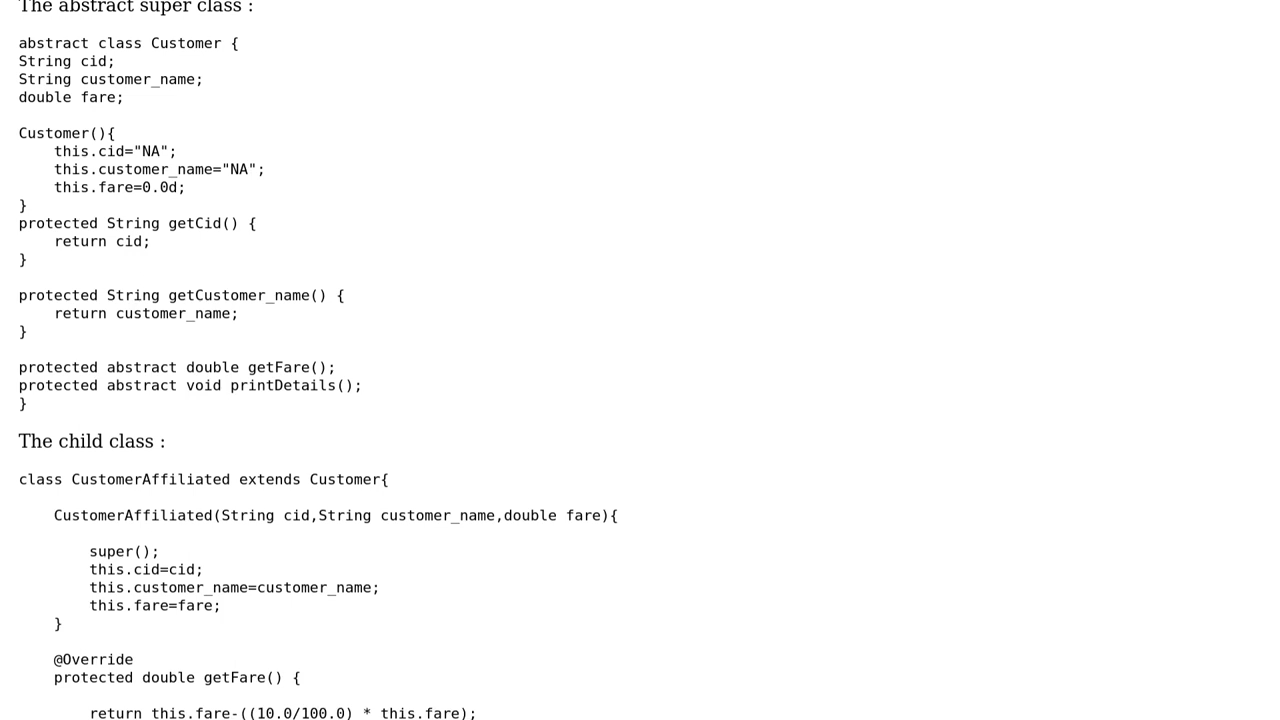 The abstract super class :
abstract class Customer {
String cid;
String customer_name;
double fare;
Customer(){
    this.cid="NA";
    this.customer_name="NA";
    this.fare=0.0d;
}
protected String getCid() {
    return cid;
}
protected String getCustomer_name() {
    return customer_name;
}
protected abstract double getFare();
protected abstract void printDetails();
}
The child class :
class CustomerAffiliated extends Customer{
    CustomerAffiliated(String cid,String customer_name,double fare){
        super();
        this.cid=cid;
        this.customer_name=customer_name;
        this.fare=fare;
    }
    @Override
    protected double getFare() {
        return this.fare-((10.0/100.0) * this.fare);